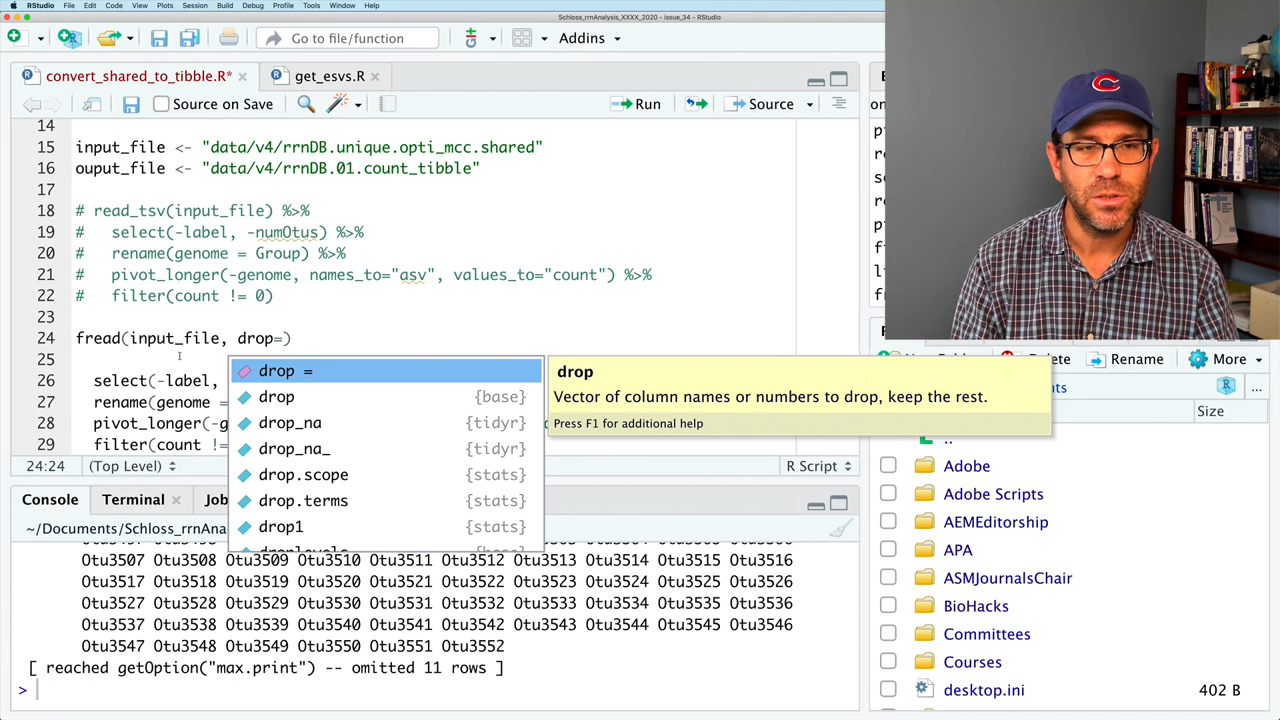 RStudio File Edit Code View Plots Session Build Debug Profile Tools Window Help
Schloss_rrnAnalysis_XXXX_2020 - issue_34 - RStudio
Go to file/function Addins
convert_shared_to_tibble.R* get_esvs.R
Source on Save Run Source
14
15 input_file <- "data/v4/rrnDB.unique.opti_mcc.shared"
16 ouput_file <- "data/v4/rrnDB.01.count_tibble"
17
18 # read_tsv(input_file) %>%
19 # select(-label, -numOtus) %>%
20 # rename(genome = Group) %>%
21 # pivot_longer(-genome, names_to="asv", values_to="count") %>%
22 # filter(count != 0)
23
24 fread(input_file, drop=)
25
26 select(-label,
27 rename(genome =
28 pivot_longer(-g
29 filter(count !=
drop =
drop {base}
drop_na {tidyr}
drop_na_ {tidyr}
drop.scope {stats}
drop.terms {stats}
drop1 {stats}
droplevels {base}
drop
Vector of column names or numbers to drop, keep the rest.
Press F1 for additional help
24:24 (Top Level) R Script
Console Terminal Jo
~/Documents/Schloss_rrnAna
Otu3507 Otu3508 Otu3509 Otu3510 Otu3511 Otu3512 Otu3513 Otu3514 Otu3515 Otu3516
Otu3517 Otu3518 Otu3519 Otu3520 Otu3521 Otu3522 Otu3523 Otu3524 Otu3525 Otu3526
Otu3527 Otu3528 Otu3529 Otu3530 Otu3531 Otu3532 Otu3533 Otu3534 Otu3535 Otu3536
Otu3537 Otu3538 Otu3539 Otu3540 Otu3541 Otu3542 Otu3543 Otu3544 Otu3545 Otu3546
Otu3547 Otu3548 Otu3549 Otu3550 Otu3551 Otu3552
[ reached getOption("max.print") -- omitted 11 rows ]
>
Rename More
nts ...
Size
..
Adobe
Adobe Scripts
AEMEditorship
APA
ASMJournalsChair
BioHacks
Committees
Courses
desktop.ini 402 B